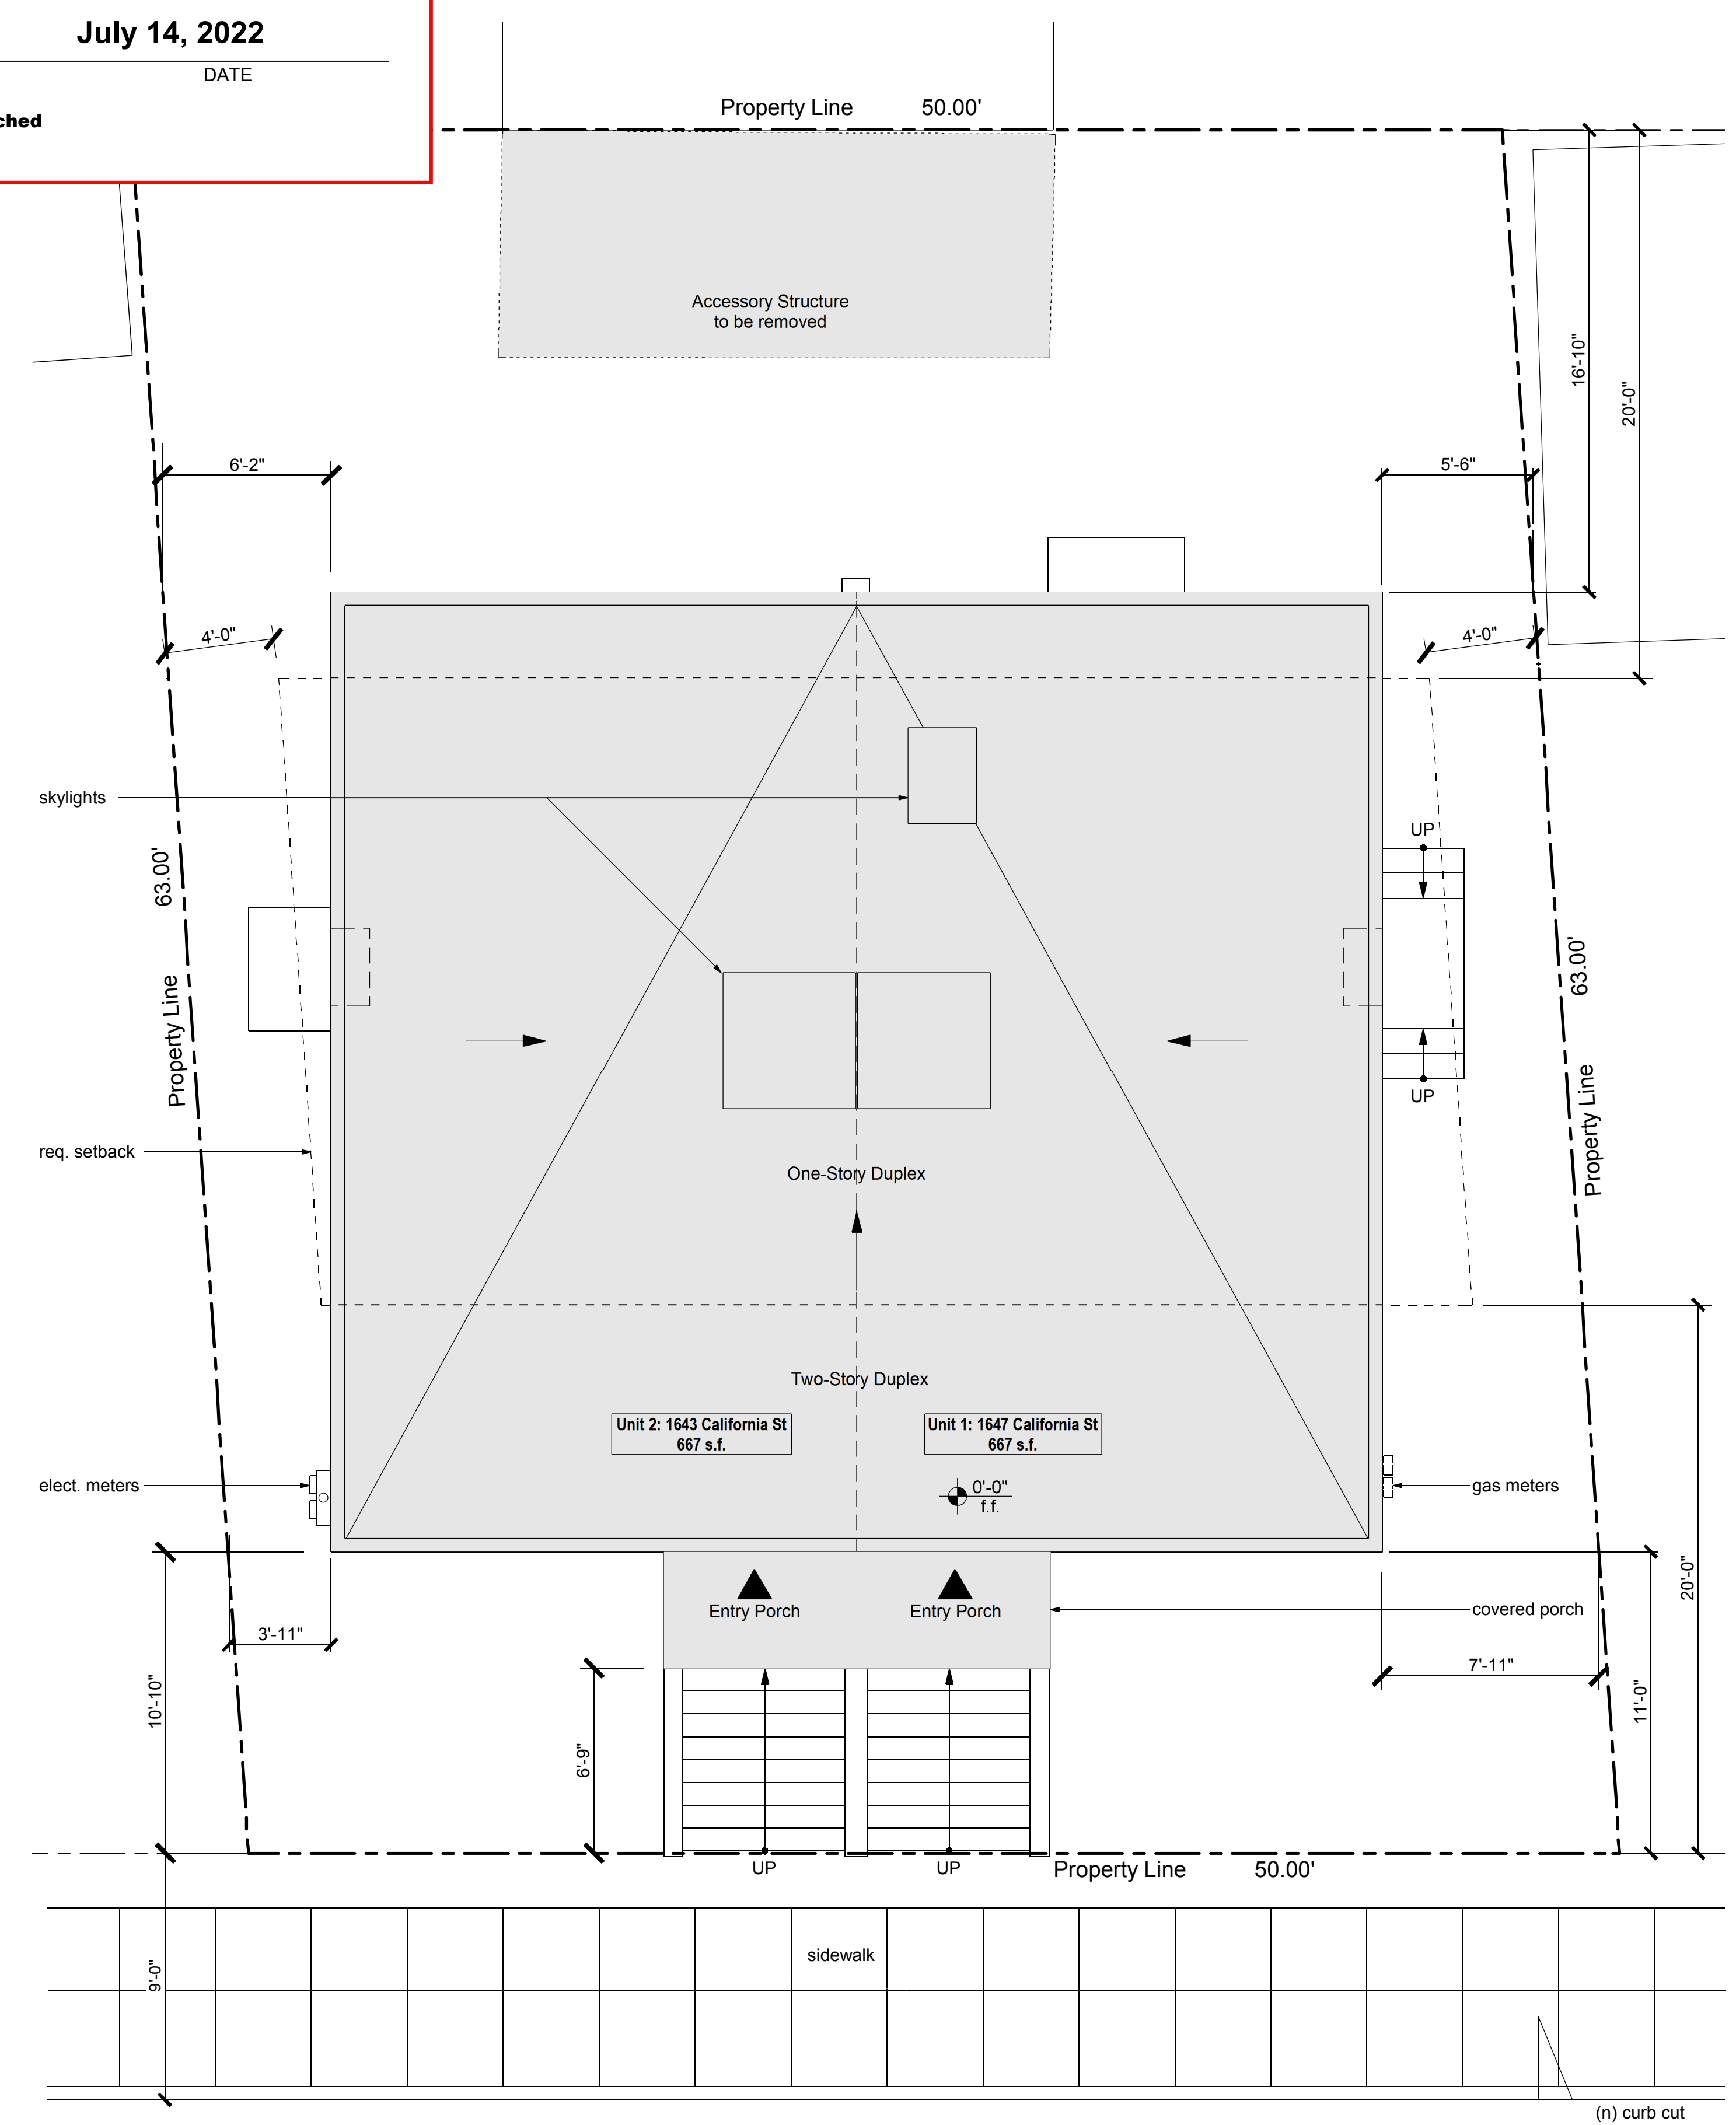 July 14, 2022
DATE
ched
Property Line 50.00'
Accessory Structure
to be removed
16'-10"
20'-0"
6'-2"
5'-6"
4'-0"
4'-0"
skylights
UP
63.00'
Property Line
63.00'
Property Line
UP
req. setback
One-Story Duplex
Two-Story Duplex
Unit 2: 1643 California St
667 s.f.
Unit 1: 1647 California St
667 s.f.
elect. meters
0'-0"
f.f.
gas meters
Entry Porch
Entry Porch
covered porch
3'-11"
7'-11"
10'-10"
6'-9"
11'-0"
20'-0"
UP
UP
Property Line 50.00'
sidewalk
9'-0"
(n) curb cut